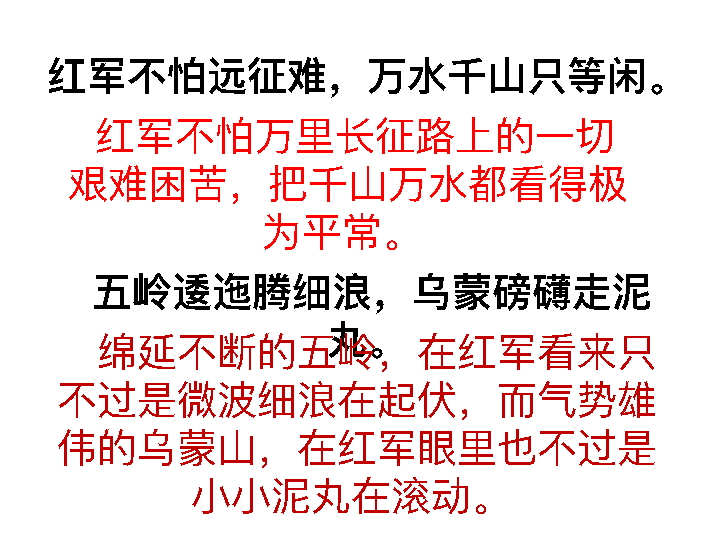 红军不怕远征难，万水千山只等闲。
红军不怕万里长征路上的一切
艰难困苦，把千山万水都看得极
为平常。
五岭逶迤腾细浪，乌蒙磅礴走泥
丸。
绵延不断的五岭，在红军看来只
不过是微波细浪在起伏，而气势雄
伟的乌蒙山，在红军眼里也不过是
小小泥丸在滚动。